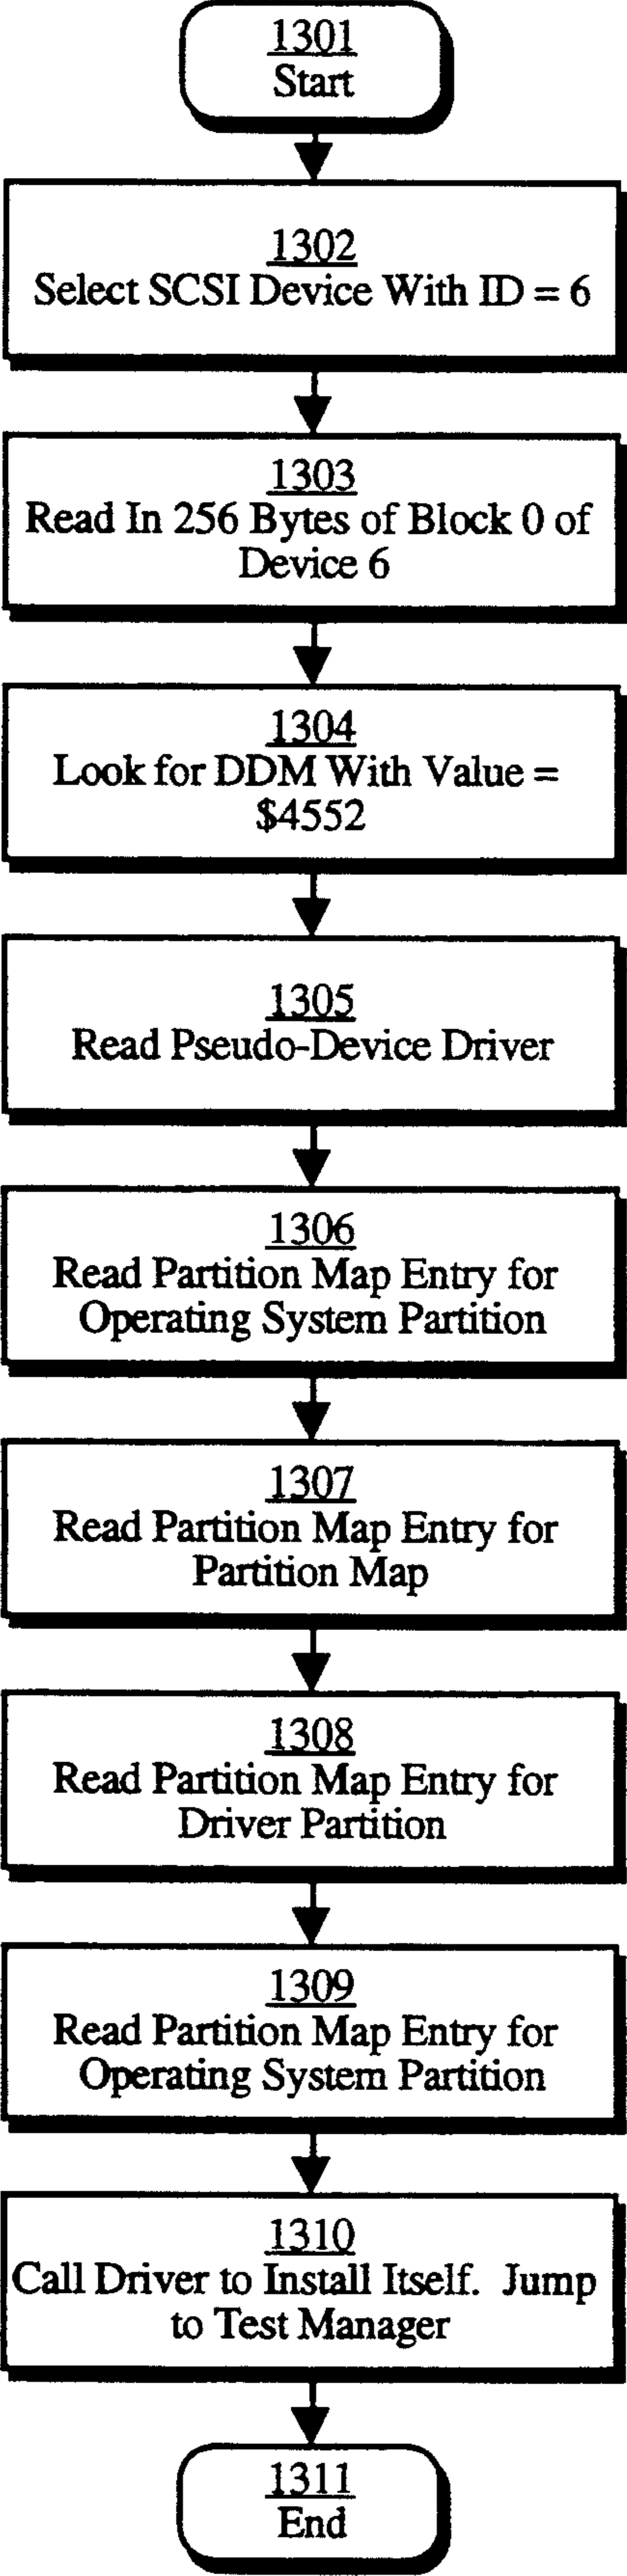 1301
Start
1302
Select SCSI Device With ID = 6
1303
Read In 256 Bytes of Block 0 of
Device 6
1304
Look for DDM With Value =
$4552
1305
Read Pseudo-Device Driver
1306
Read Partition Map Entry for
Operating System Partition
1307
Read Partition Map Entry for
Partition Map
1308
Read Partition Map Entry for
Driver Partition
1309
Read Partition Map Entry for
Operating System Partition
1310
Call Driver to Install Itself.  Jump
to Test Manager
1311
End